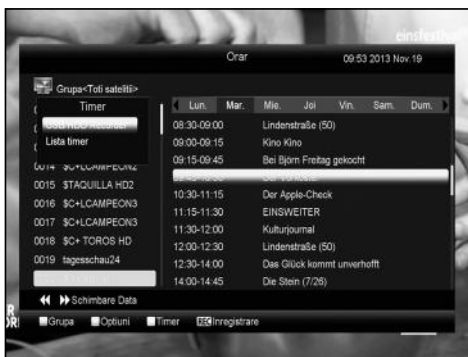 einsfestival
Orar
09:53 2013 Nov.19
Grupa<Toti satelitii>
Timer
Lista timer
0015 $TAQUILLA HD2
0016 $C+LCAMPEON3
0017 $C+LCAMPEON3
0018 $C+ TOROS HD
0019 tagesschau24
Lun. Mar. Mie. Joi Vin. Sam. Dum.
08:30-09:00 Lindenstraße (50)
09:00-09:15 Kino Kino
09:15-09:45 Bei Björn Freitag gekocht
10:30-11:15 Der Apple-Check
11:15-11:30 EINSWEITER
11:30-12:00 Kulturjournal
12:00-12:30 Lindenstraße (50)
12:30-14:00 Das Glück kommt unverhofft
14:00-14:45 Die Stein (7/26)
Schimbare Data
Grupa Optiuni Timer REC Inregistrare